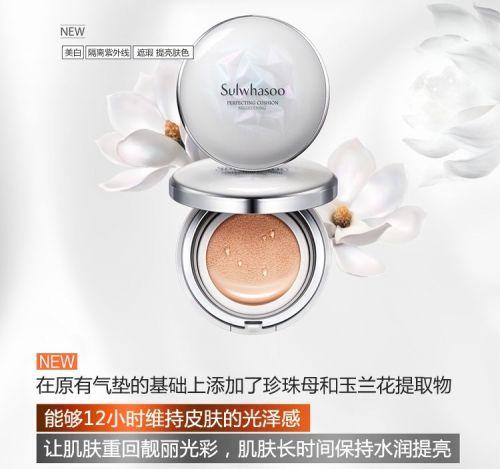 NEW
美白 隔离紫外线 遮瑕 提亮肤色
Sulwhasoo
PERFECTING CUSHION
BRIGHTENING
NEW
在原有气垫的基础上添加了珍珠母和玉兰花提取物
能够12小时维持皮肤的光泽感
让肌肤重回靓丽光彩，肌肤长时间保持水润提亮